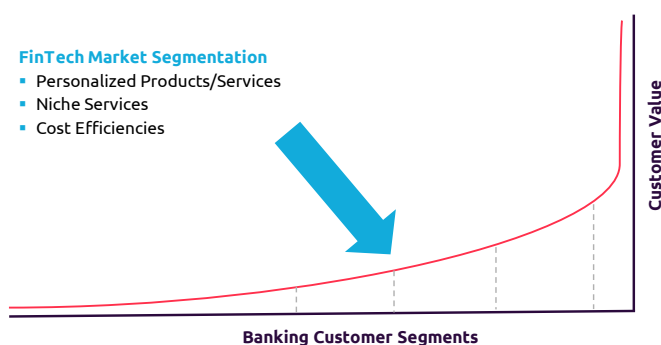 FinTech Market Segmentation
▪ Personalized Products/Services
▪ Niche Services
▪ Cost Efficiencies
Customer Value
Banking Customer Segments